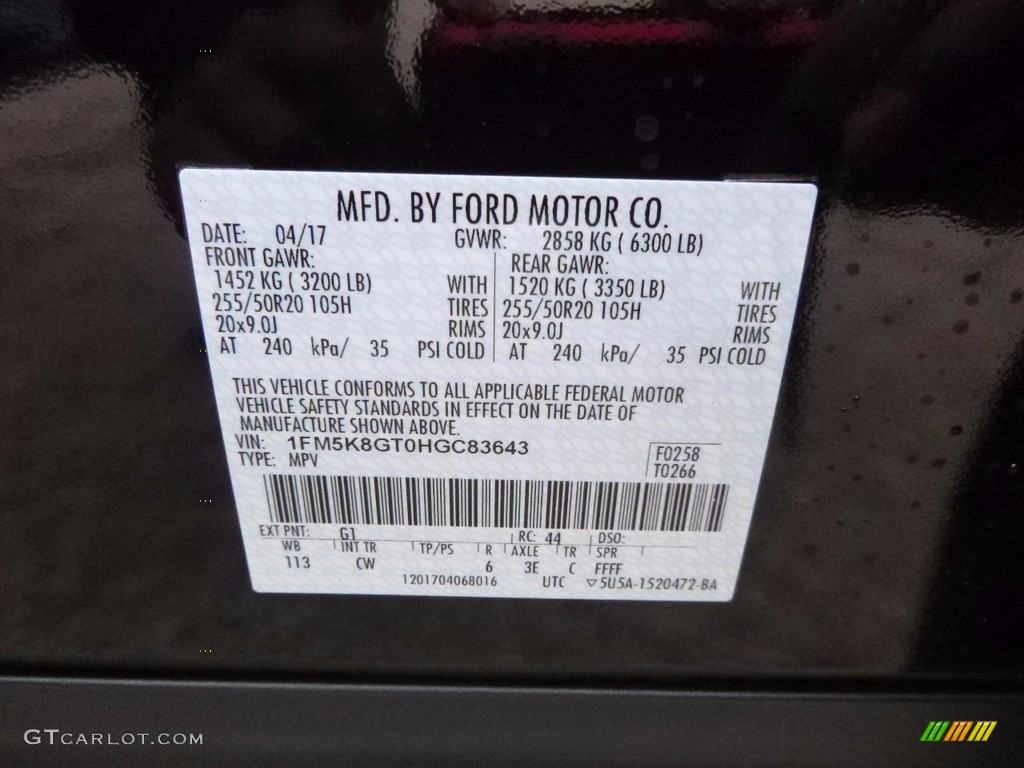 MFD. BY FORD MOTOR CO.
DATE: 04/17 GVWR: 2858 KG ( 6300 LB)
FRONT GAWR: REAR GAWR:
1452 KG ( 3200 LB) WITH 1520 KG ( 3350 LB) WITH
255/50R20 105H TIRES 255/50R20 105H TIRES
20x9.0J RIMS 20x9.0J RIMS
AT 240 kPa/ 35 PSI COLD AT 240 kPa/ 35 PSI COLD
THIS VEHICLE CONFORMS TO ALL APPLICABLE FEDERAL MOTOR
VEHICLE SAFETY STANDARDS IN EFFECT ON THE DATE OF
MANUFACTURE SHOWN ABOVE.
VIN: 1FM5K8GT0HGC83643 F0258
TYPE: MPV T0266
EXT PNT: G1 RC: 44 DSO:
WB INT TR TP/PS R AXLE TR SPR
113 CW 6 3E C FFFF
1201704068016 UTC ▽5U5A-1520472-BA
GTCARLOT.COM